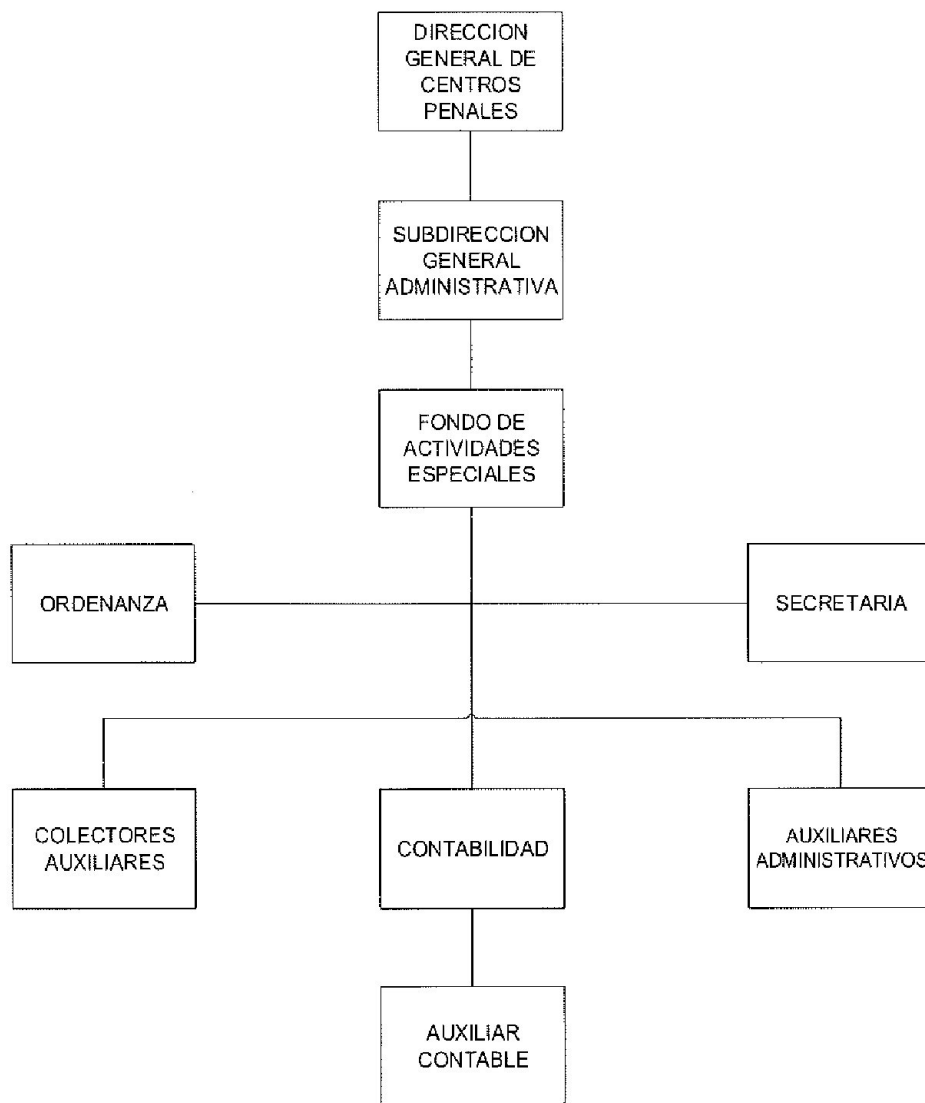 DIRECCION
GENERAL DE
CENTROS
PENALES
SUBDIRECCION
GENERAL
ADMINISTRATIVA
FONDO DE
ACTIVIDADES
ESPECIALES
ORDENANZA
SECRETARIA
COLECTORES
AUXILIARES
CONTABILIDAD
AUXILIARES
ADMINISTRATIVOS
AUXILIAR
CONTABLE